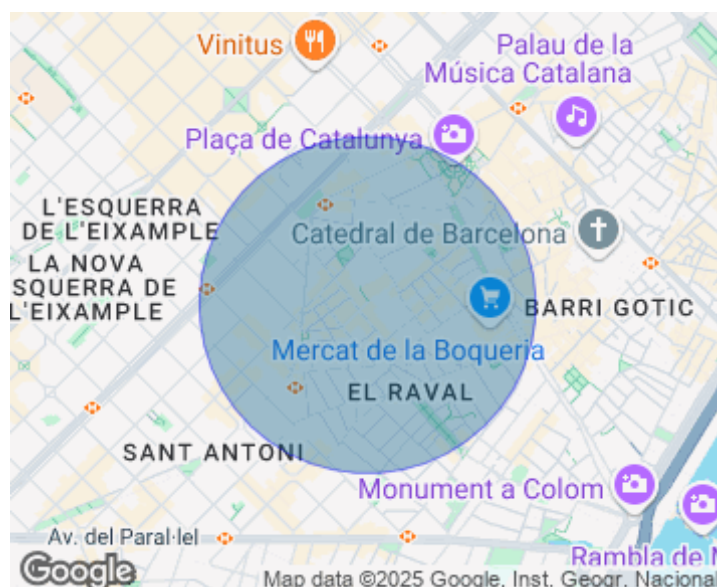 Vinitus
Palau de la
Música Catalana
Plaça de Catalunya
L'ESQUERRA
DE L'EIXAMPLE
Catedral de Barcelona
LA NOVA
SQUERRA DE
L'EIXAMPLE
BARRI GOTIC
Mercat de la Boqueria
EL RAVAL
SANT ANTONI
Monument a Colom
Av. del Paral·lel
Rambla de
Google
Map data ©2025 Google, Inst. Geogr. Nacional